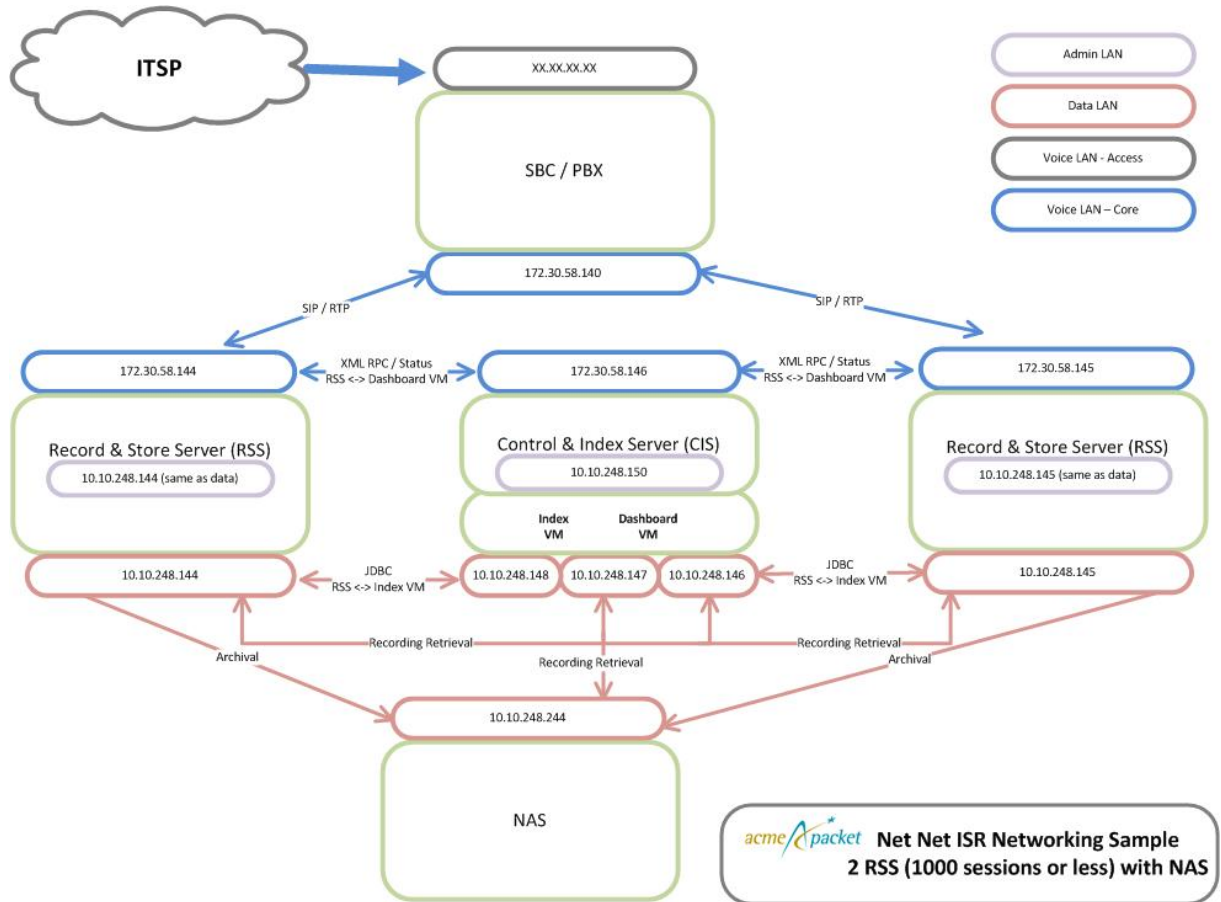 ITSP
XX.XX.XX.XX
Admin LAN
Data LAN
Voice LAN - Access
Voice LAN – Core
SBC / PBX
172.30.58.140
SIP / RTP
SIP / RTP
172.30.58.144
XML RPC / Status
RSS <-> Dashboard VM
172.30.58.146
XML RPC / Status
RSS <-> Dashboard VM
172.30.58.145
Record & Store Server (RSS)
10.10.248.144 (same as data)
Control & Index Server (CIS)
10.10.248.150
Record & Store Server (RSS)
10.10.248.145 (same as data)
Index
VM
Dashboard
VM
10.10.248.144
JDBC
RSS <-> Index VM
10.10.248.148
10.10.248.147
10.10.248.146
JDBC
RSS <-> Index VM
10.10.248.145
Archival
Recording Retrieval
Recording Retrieval
Recording Retrieval
Archival
10.10.248.244
NAS
acme packet
Net Net ISR Networking Sample
2 RSS (1000 sessions or less) with NAS